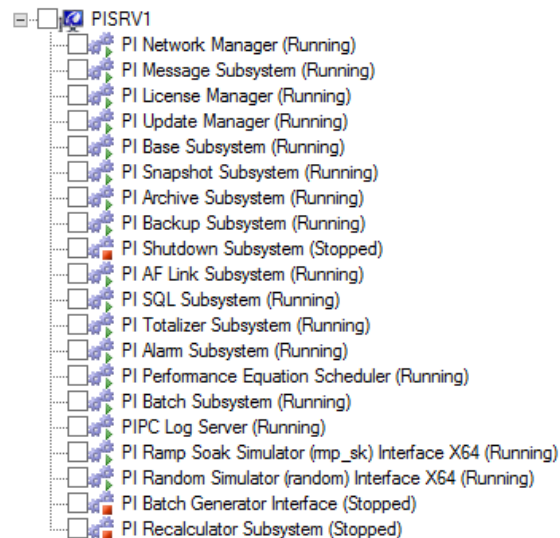 PISRV1
PI Network Manager (Running)
PI Message Subsystem (Running)
PI License Manager (Running)
PI Update Manager (Running)
PI Base Subsystem (Running)
PI Snapshot Subsystem (Running)
PI Archive Subsystem (Running)
PI Backup Subsystem (Running)
PI Shutdown Subsystem (Stopped)
PI AF Link Subsystem (Running)
PI SQL Subsystem (Running)
PI Totalizer Subsystem (Running)
PI Alarm Subsystem (Running)
PI Performance Equation Scheduler (Running)
PI Batch Subsystem (Running)
PIPC Log Server (Running)
PI Ramp Soak Simulator (rmp_sk) Interface X64 (Running)
PI Random Simulator (random) Interface X64 (Running)
PI Batch Generator Interface (Stopped)
PI Recalculator Subsystem (Stopped)